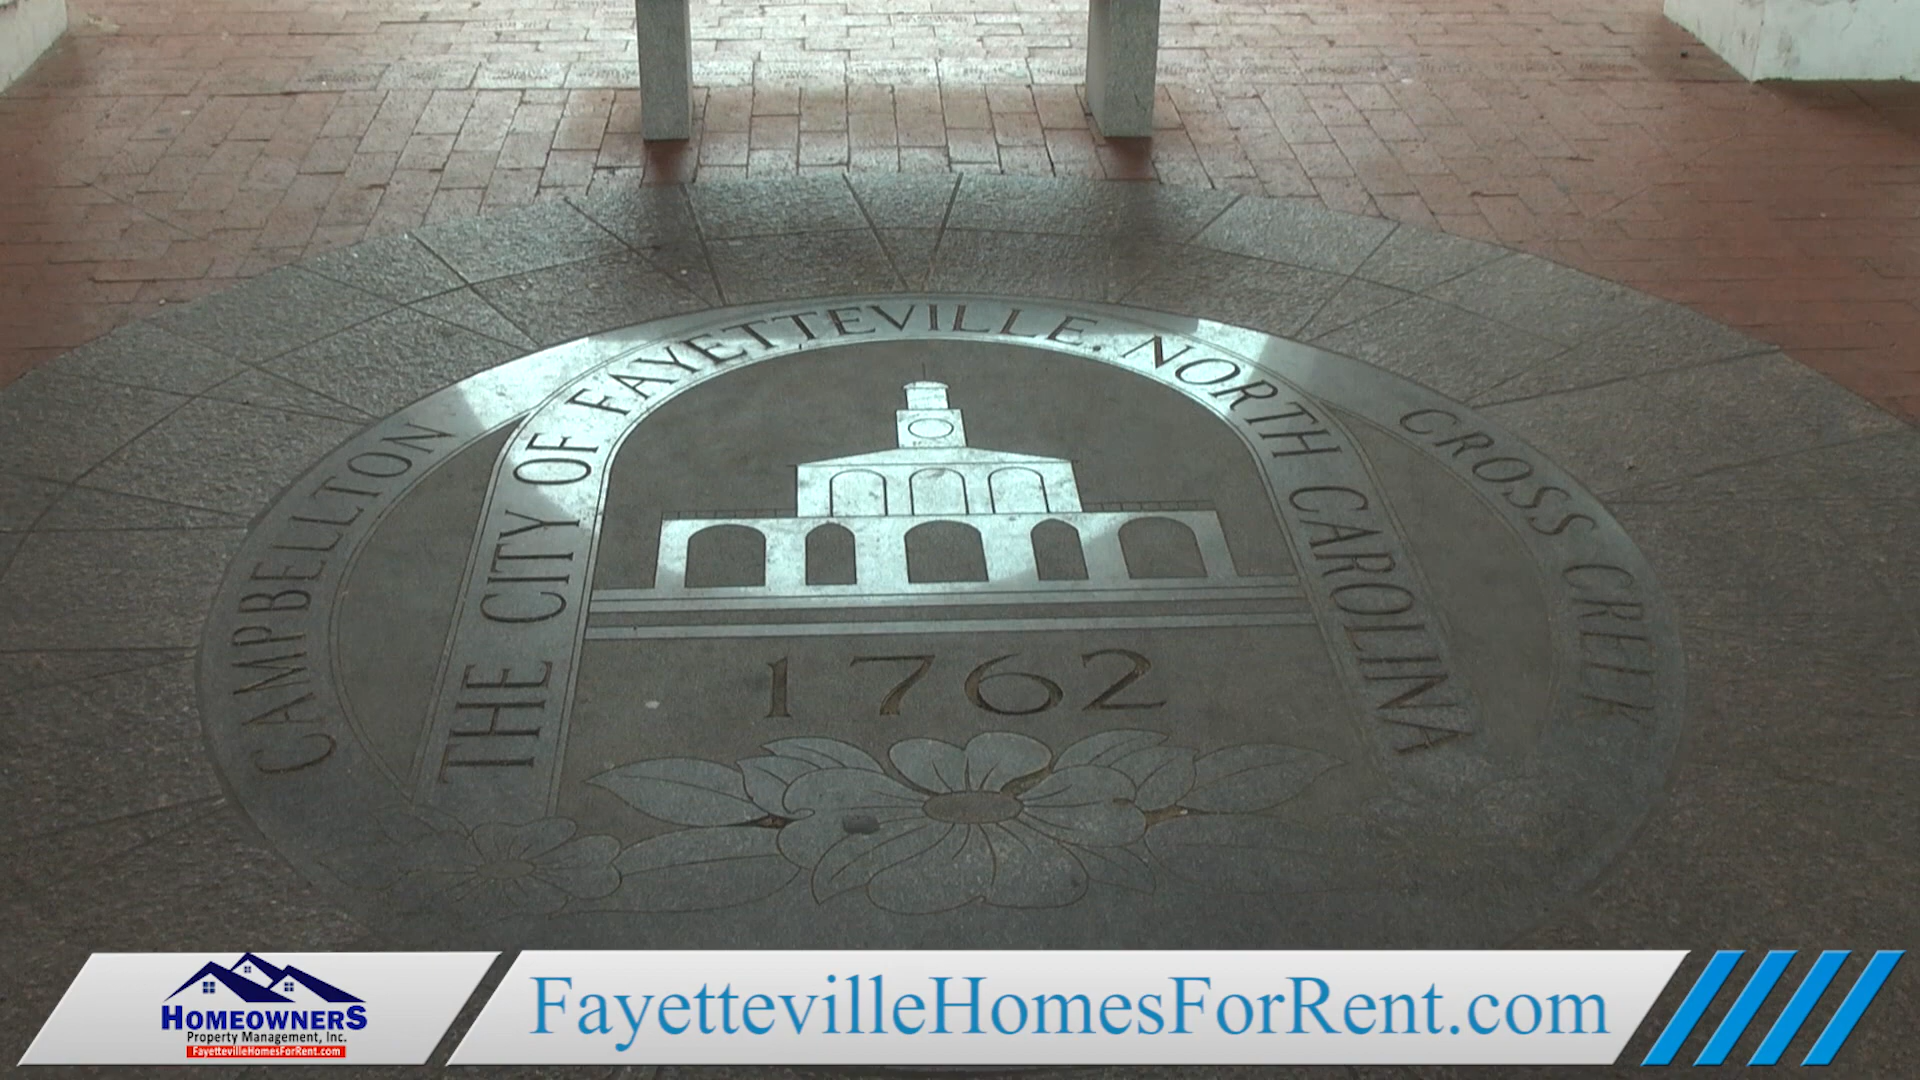 THE CITY OF FAYETTEVILLE, NORTH CAROLINA
CAMPBELLTON
CROSS CREEK
1762
HOMEOWNERS
Property Management, Inc.
FayettevilleHomesForRent.com
FayettevilleHomesForRent.com